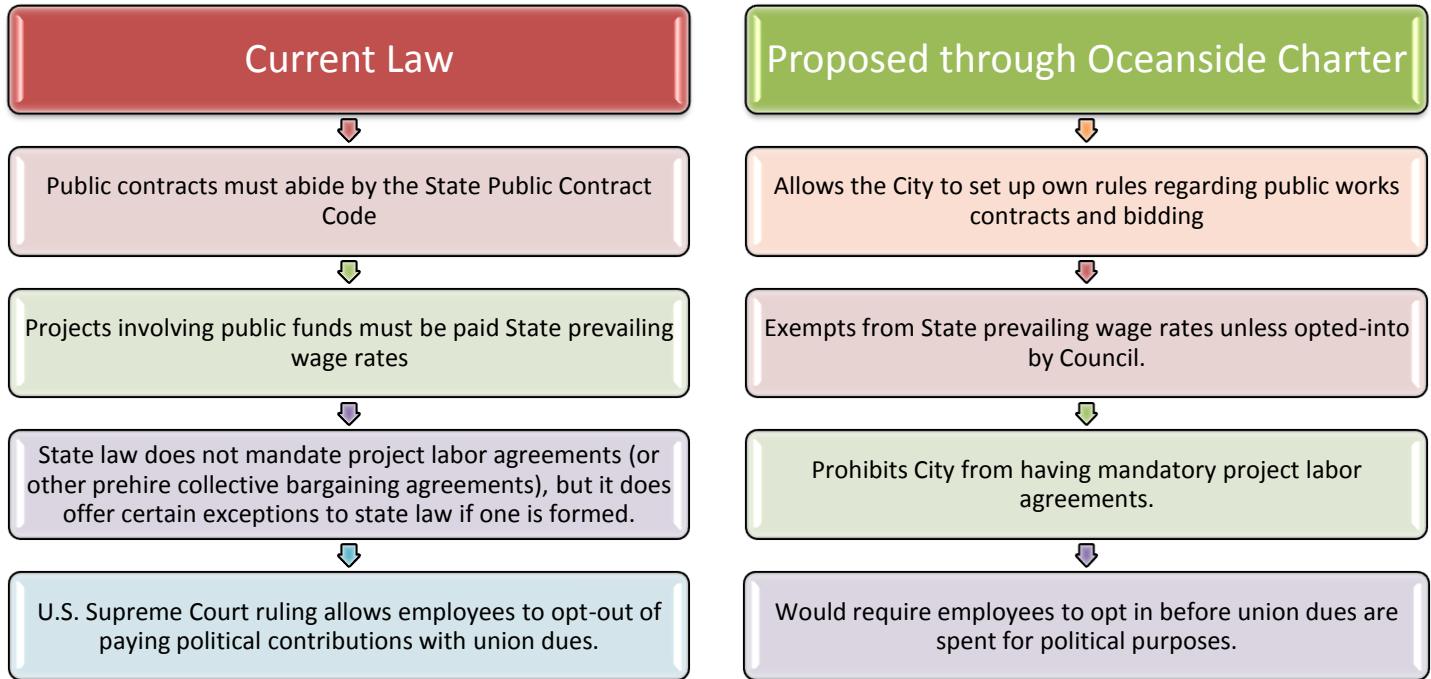 Current Law
Public contracts must abide by the State Public Contract
Code
Projects involving public funds must be paid State prevailing
wage rates
State law does not mandate project labor agreements (or
other prehire collective bargaining agreements), but it does
offer certain exceptions to state law if one is formed.
U.S. Supreme Court ruling allows employees to opt-out of
paying political contributions with union dues.
Proposed through Oceanside Charter
Allows the City to set up own rules regarding public works
contracts and bidding
Exempts from State prevailing wage rates unless opted-into
by Council.
Prohibits City from having mandatory project labor
agreements.
Would require employees to opt in before union dues are
spent for political purposes.